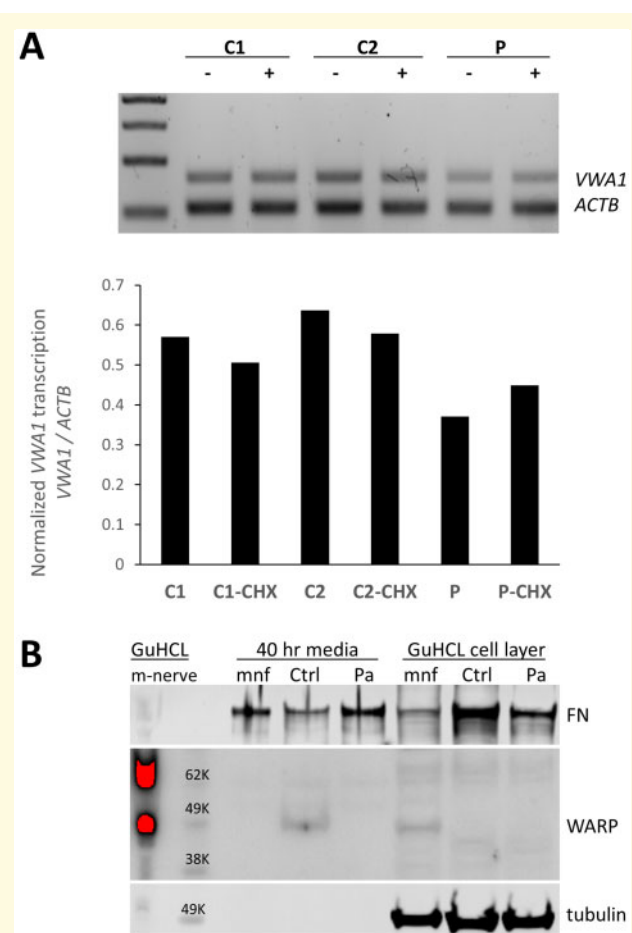 A
C1 C2 P
- + - + - +
VWA1
ACTB
Normalized VWA1 transcription
VWA1 / ACTB
0.7
0.6
0.5
0.4
0.3
0.2
0.1
0
C1 C1-CHX C2 C2-CHX P P-CHX
B
GuHCL 40 hr media GuHCL cell layer
m-nerve mnf Ctrl Pa mnf Ctrl Pa
FN
62K
49K
WARP
38K
49K
tubulin